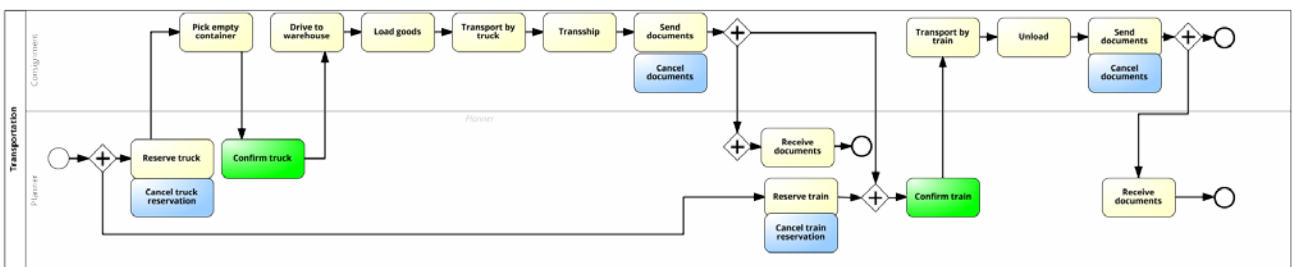 Transportation
Consignment
Planner
Planner
Pick empty
container
Drive to
warehouse
Load goods
Transport by
truck
Transship
Send
documents
Cancel
documents
Transport by
train
Unload
Send
documents
Cancel
documents
Reserve truck
Cancel truck
reservation
Confirm truck
Receive
documents
Reserve train
Cancel train
reservation
Confirm train
Receive
documents